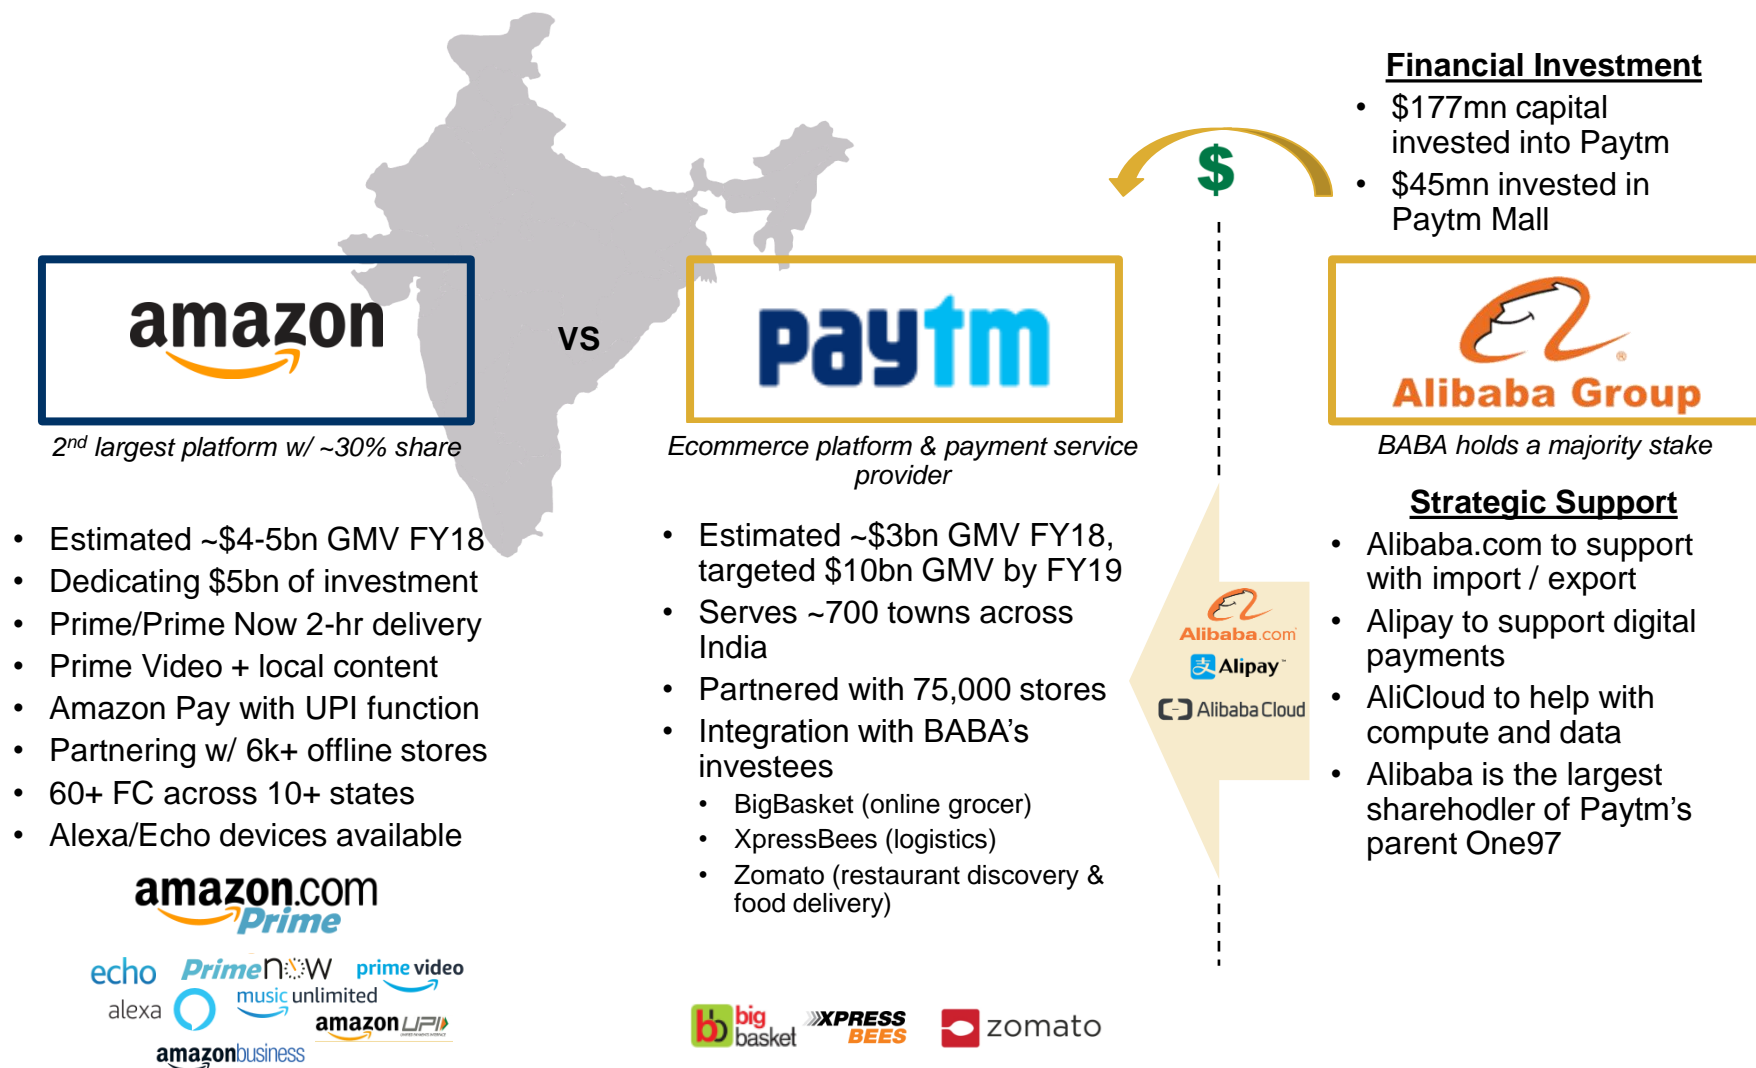 Financial Investment
• $177mn capital
invested into Paytm
• $45mn invested in
Paytm Mall
$
amazon
vs
paytm
Alibaba Group
®
2nd largest platform w/ ~30% share
Ecommerce platform & payment service
provider
BABA holds a majority stake
• Estimated ~$4-5bn GMV FY18
• Dedicating $5bn of investment
• Prime/Prime Now 2-hr delivery
• Prime Video + local content
• Amazon Pay with UPI function
• Partnering w/ 6k+ offline stores
• 60+ FC across 10+ states
• Alexa/Echo devices available
amazon.com
Prime
echo
PrimenOW
prime video
alexa
music unlimited
amazon UPI
amazonbusiness
• Estimated ~$3bn GMV FY18,
targeted $10bn GMV by FY19
• Serves ~700 towns across
India
• Partnered with 75,000 stores
• Integration with BABA’s
investees
• BigBasket (online grocer)
• XpressBees (logistics)
• Zomato (restaurant discovery &
food delivery)
big
basket
XPRESS
BEES
zomato
Alibaba.com
支 Alipay
Alibaba Cloud
Strategic Support
• Alibaba.com to support
with import / export
• Alipay to support digital
payments
• AliCloud to help with
compute and data
• Alibaba is the largest
sharehodler of Paytm’s
parent One97